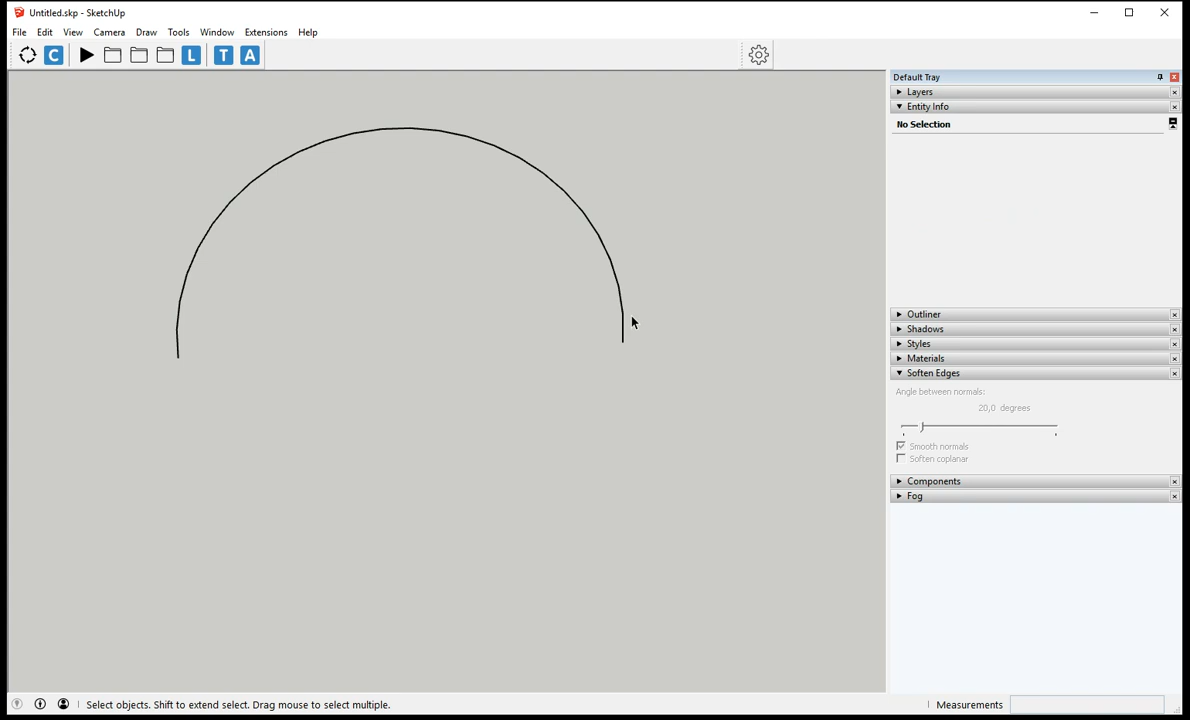 Untitled.skp - SketchUp
File Edit View Camera Draw Tools Window Extensions Help
C L T A
Default Tray
Layers
Entity Info
No Selection
Outliner
Shadows
Styles
Materials
Soften Edges
Angle between normals:
20,0 degrees
Smooth normals
Soften coplanar
Components
Fog
Select objects. Shift to extend select. Drag mouse to select multiple.
Measurements